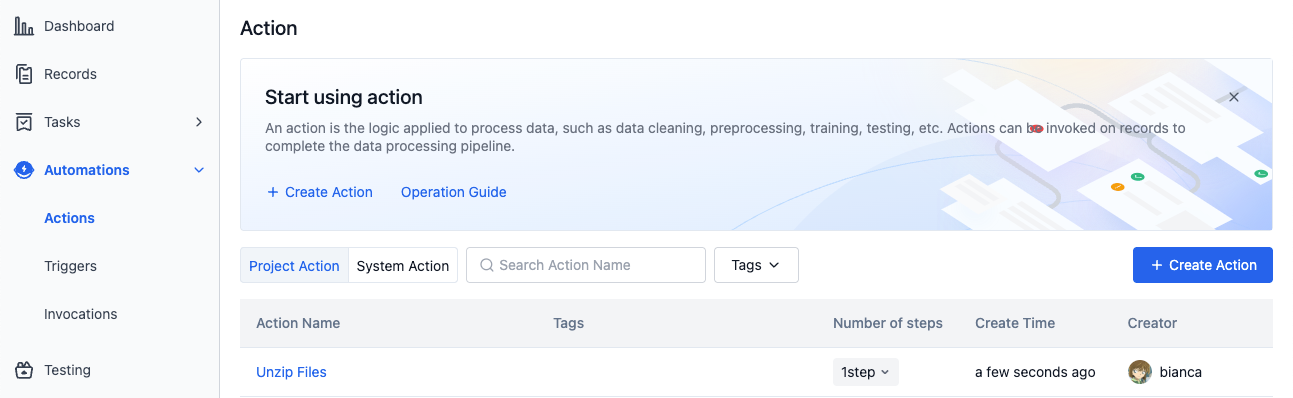 Dashboard
Records
Tasks
Automations
Actions
Triggers
Invocations
Testing
Action
Start using action
An action is the logic applied to process data, such as data cleaning, preprocessing, training, testing, etc. Actions can be invoked on records to
complete the data processing pipeline.
+ Create Action Operation Guide
Project Action System Action Search Action Name Tags + Create Action
Action Name Tags Number of steps Create Time Creator
Unzip Files 1step a few seconds ago bianca